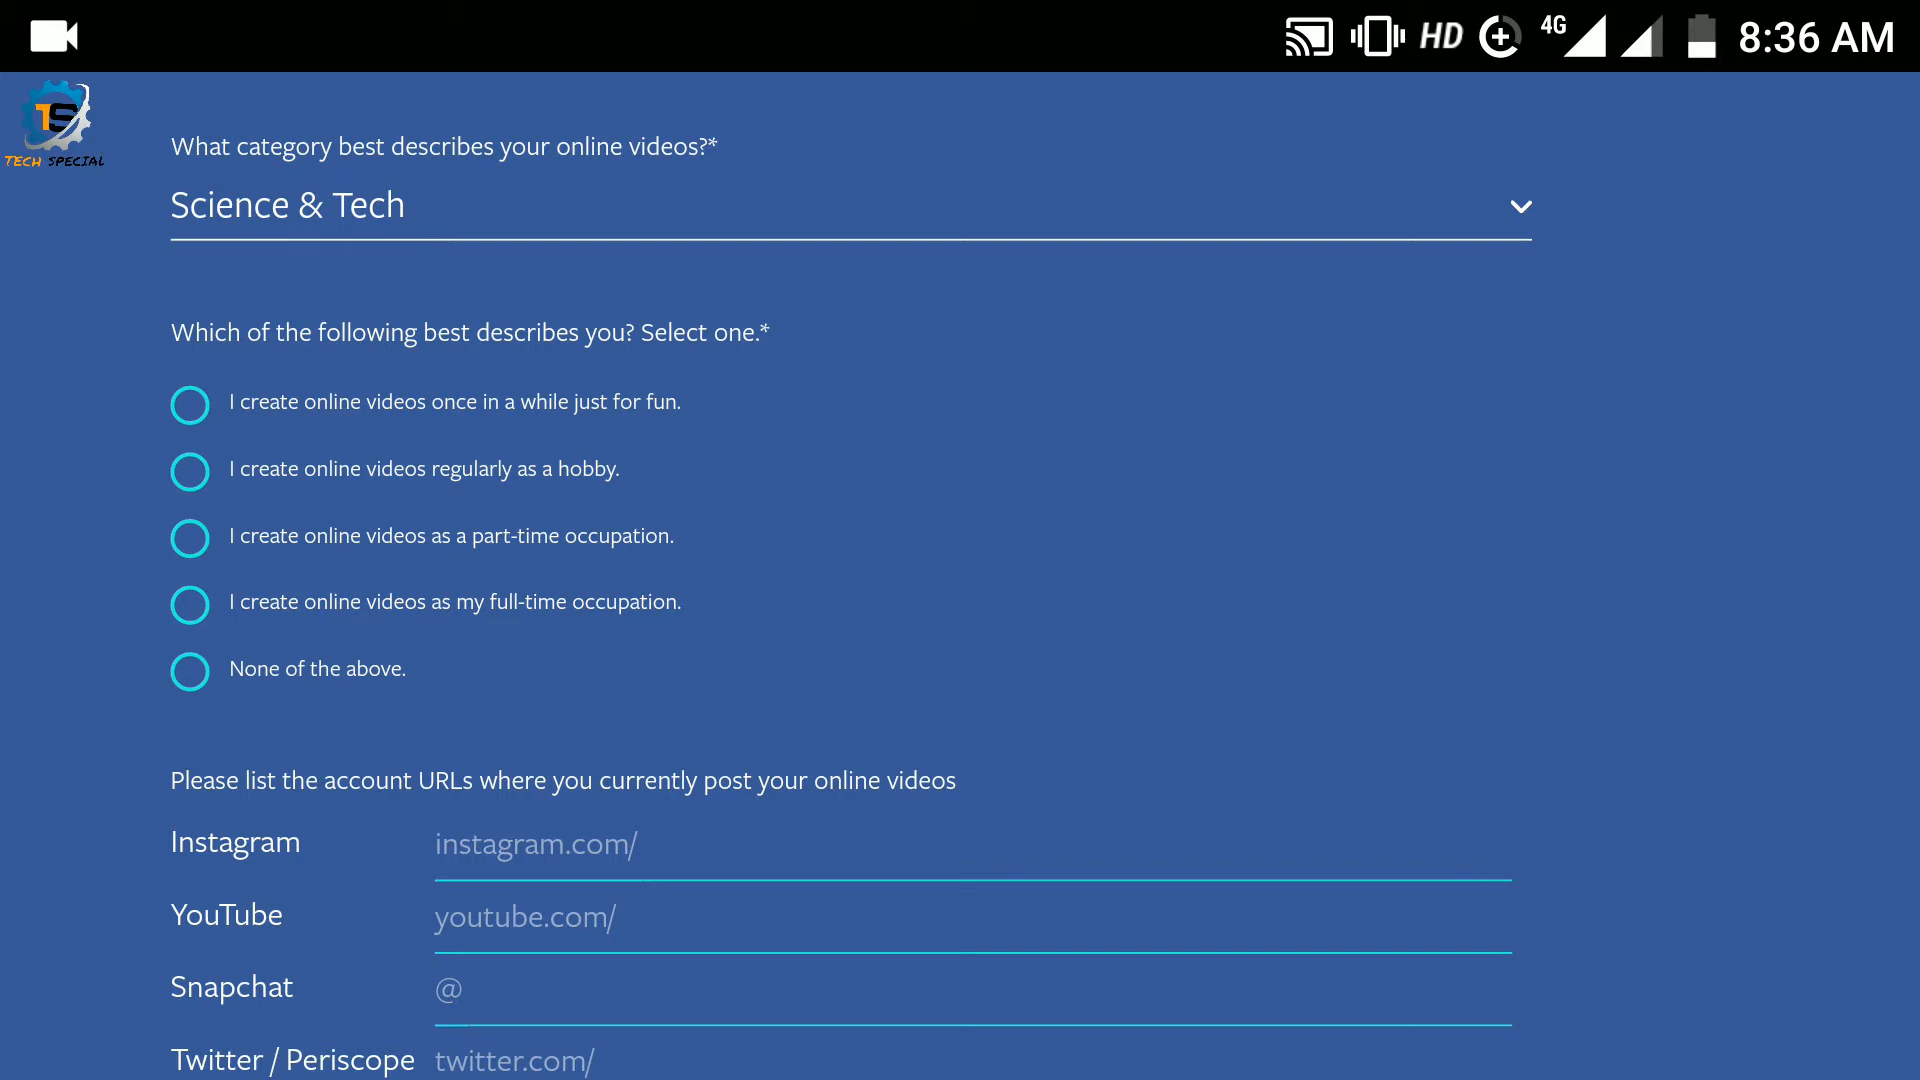 HD 4G 8:36 AM
TS
TECH SPECIAL
What category best describes your online videos?*
Science & Tech
Which of the following best describes you? Select one.*
I create online videos once in a while just for fun.
I create online videos regularly as a hobby.
I create online videos as a part-time occupation.
I create online videos as my full-time occupation.
None of the above.
Please list the account URLs where you currently post your online videos
Instagram instagram.com/
YouTube youtube.com/
Snapchat @
Twitter / Periscope twitter.com/